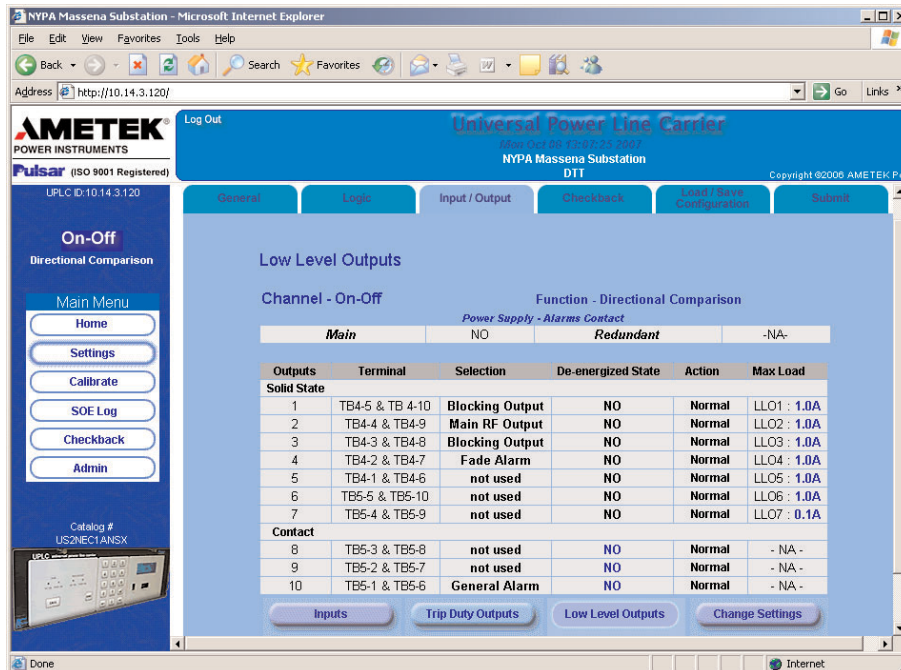 NYPA Massena Substation - Microsoft Internet Explorer
File Edit View Favorites Tools Help
Back Search Favorites
Address http://10.14.3.120/ Go Links
AMETEK®
POWER INSTRUMENTS
Pulsar (ISO 9001 Registered)
Log Out
Universal Power Line Carrier
Mon Oct 08 13:07:25 2007
NYPA Massena Substation
DTT
Copyright ©2006 AMETEK
UPLC ID:10.14.3.120
General Logic Input / Output Checkback Load / Save Configuration Submit
On-Off
Directional Comparison
Main Menu
Home
Settings
Calibrate
SOE Log
Checkback
Admin
Catalog #
US2NEC1ANSX
UPLC
Low Level Outputs
Channel - On-Off Function - Directional Comparison
Power Supply - Alarms Contact
Main NO Redundant -NA-
Outputs Terminal Selection De-energized State Action Max Load
Solid State
1 TB4-5 & TB 4-10 Blocking Output NO Normal LLO1 : 1.0A
2 TB4-4 & TB4-9 Main RF Output NO Normal LLO2 : 1.0A
3 TB4-3 & TB4-8 Blocking Output NO Normal LLO3 : 1.0A
4 TB4-2 & TB4-7 Fade Alarm NO Normal LLO4 : 1.0A
5 TB4-1 & TB4-6 not used NO Normal LLO5 : 1.0A
6 TB5-5 & TB5-10 not used NO Normal LLO6 : 1.0A
7 TB5-4 & TB5-9 not used NO Normal LLO7 : 0.1A
Contact
8 TB5-3 & TB5-8 not used NO Normal - NA -
9 TB5-2 & TB5-7 not used NO Normal - NA -
10 TB5-1 & TB5-6 General Alarm NO Normal - NA -
Inputs Trip Duty Outputs Low Level Outputs Change Settings
Done Internet